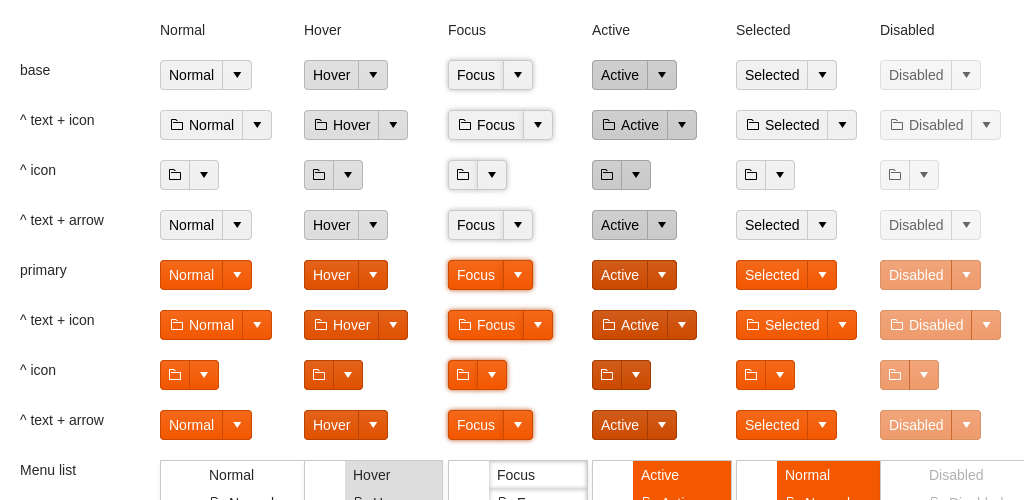 Normal Hover Focus Active Selected Disabled
base Normal Hover Focus Active Selected Disabled
^ text + icon Normal Hover Focus Active Selected Disabled
^ icon
^ text + arrow Normal Hover Focus Active Selected Disabled
primary Normal Hover Focus Active Selected Disabled
^ text + icon Normal Hover Focus Active Selected Disabled
^ icon
^ text + arrow Normal Hover Focus Active Selected Disabled
Menu list Normal Hover Focus Active Normal Disabled